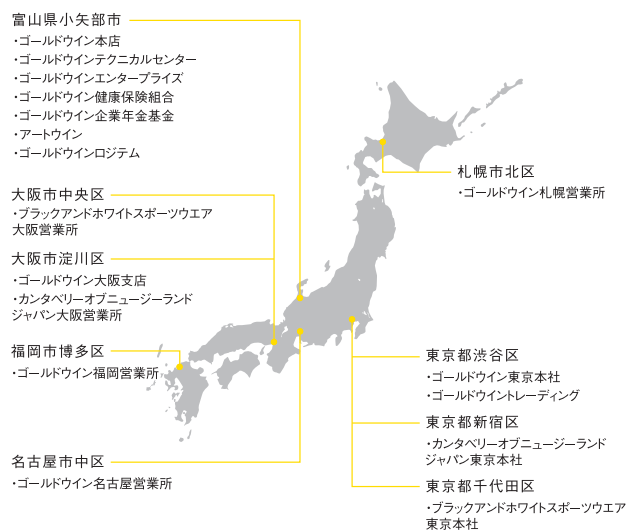 富山県小矢部市
・ゴールドウイン本店
・ゴールドウインテクニカルセンター
・ゴールドウインエンタープライズ
・ゴールドウイン健康保険組合
・ゴールドウイン企業年金基金
・アートウイン
・ゴールドウインロジテム
大阪市中央区
・ブラックアンドホワイトスポーツウエア
大阪営業所
大阪市淀川区
・ゴールドウイン大阪支店
・カンタベリーオブニュージーランド
ジャパン大阪営業所
福岡市博多区
・ゴールドウイン福岡営業所
名古屋市中区
・ゴールドウイン名古屋営業所
札幌市北区
・ゴールドウイン札幌営業所
東京都渋谷区
・ゴールドウイン東京本社
・ゴールドウイントレーディング
東京都新宿区
・カンタベリーオブニュージーランド
ジャパン東京本社
東京都千代田区
・ブラックアンドホワイトスポーツウエア
東京本社